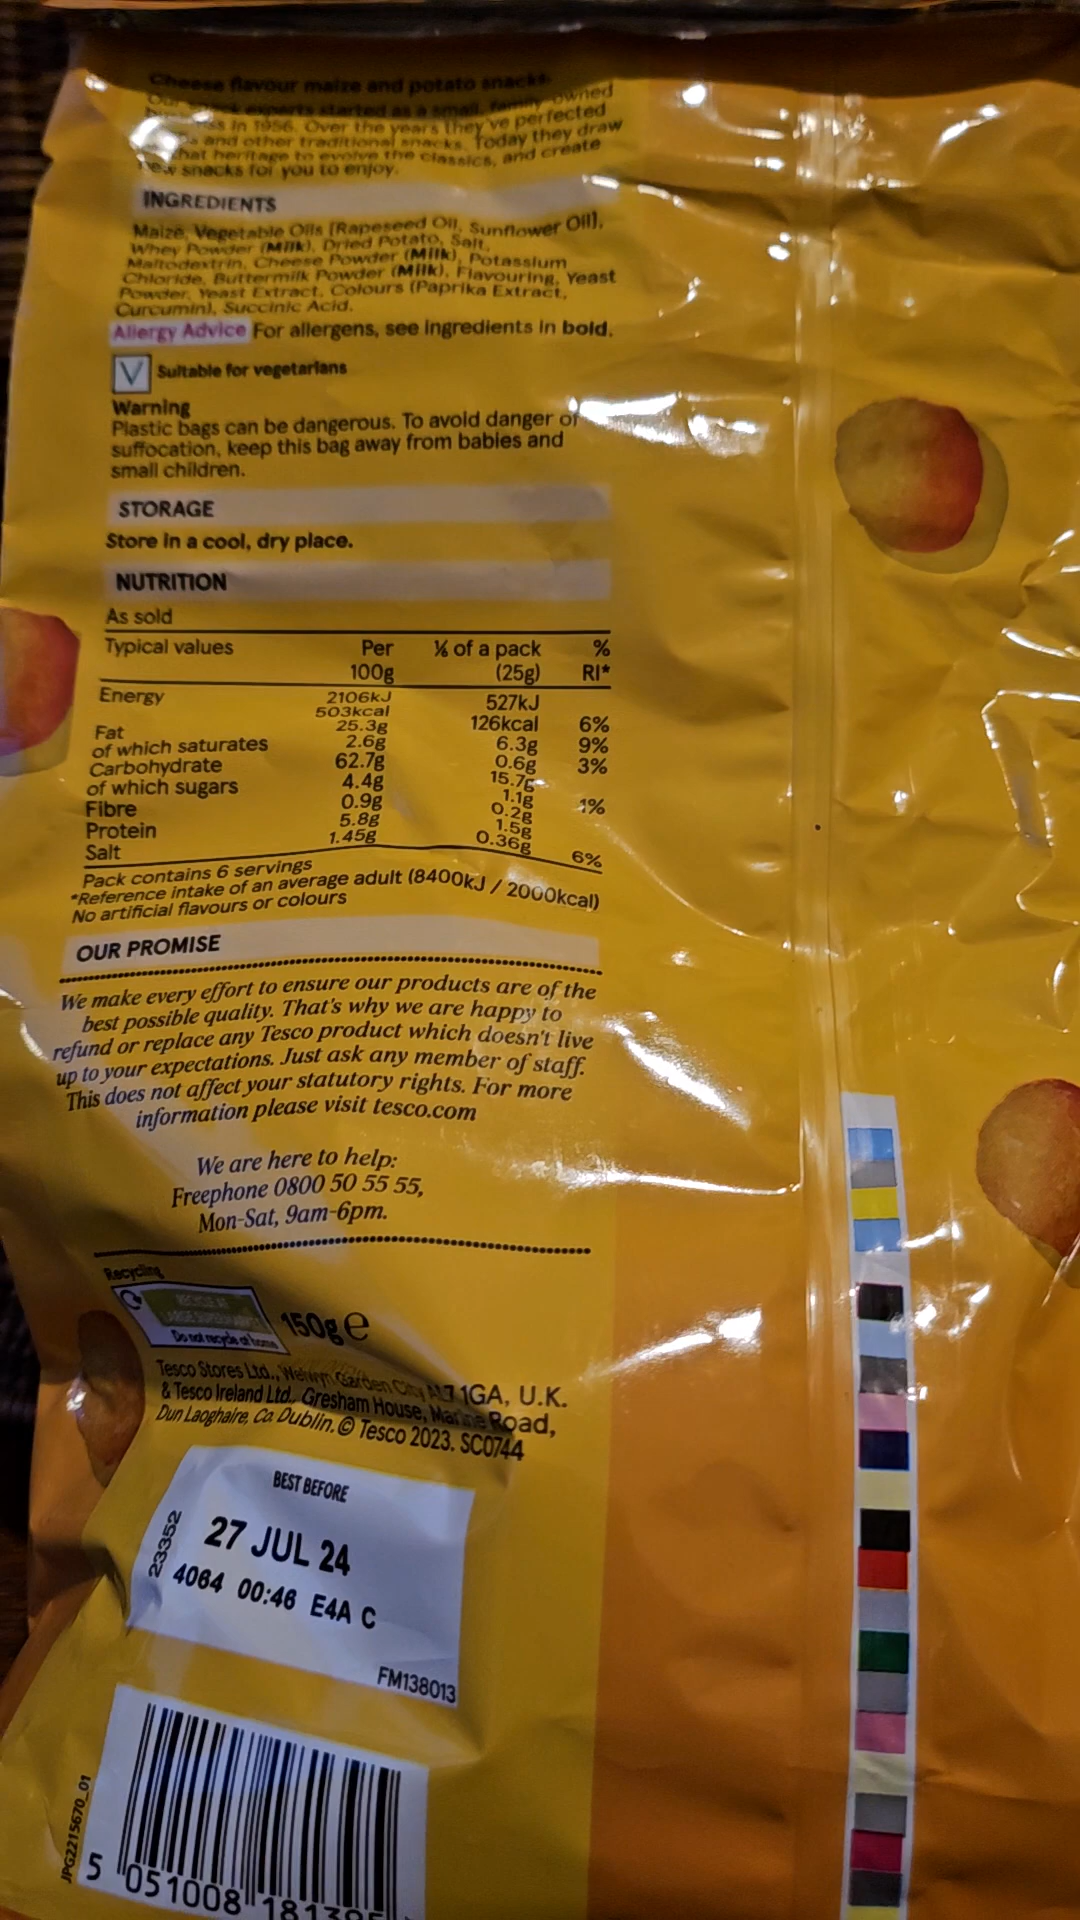 Cheese flavour maize and potato snacks.
Our snack experts started as a small, family-owned
in 1956. Over the years they've perfected
and other traditional snacks. Today they draw
that heritage to evolve the classics, and create
new snacks for you to enjoy.
INGREDIENTS
Maize, Vegetable Oils [Rapeseed Oil, Sunflower Oil],
Whey Powder (Milk), Dried Potato, Salt,
Maltodextrin, Cheese Powder (Milk), Potassium
Chloride, Buttermilk Powder (Milk), Flavouring, Yeast
Powder, Yeast Extract, Colours (Paprika Extract,
Curcumin), Succinic Acid.
Allergy Advice For allergens, see ingredients in bold.
V Suitable for vegetarians
Warning
Plastic bags can be dangerous. To avoid danger of
suffocation, keep this bag away from babies and
small children.
STORAGE
Store in a cool, dry place.
NUTRITION
As sold
Typical values Per ⅙ of a pack %
100g (25g) RI*
Energy 2106kJ 527kJ
503kcal 126kcal 6%
Fat 25.3g 6.3g 9%
of which saturates 2.6g 0.6g 3%
Carbohydrate 62.7g 15.7g
of which sugars 4.4g 1.1g 1%
Fibre 0.9g 0.2g
Protein 5.8g 1.5g
Salt 1.45g 0.36g 6%
Pack contains 6 servings
*Reference intake of an average adult (8400kJ / 2000kcal)
No artificial flavours or colours
OUR PROMISE
We make every effort to ensure our products are of the
best possible quality. That's why we are happy to
refund or replace any Tesco product which doesn't live
up to your expectations. Just ask any member of staff.
This does not affect your statutory rights. For more
information please visit tesco.com
We are here to help:
Freephone 0800 50 55 55,
Mon-Sat, 9am-6pm.
Recycling
RECYCLE AT
LARGE SUPERMARKET
Do not recycle at home
150g e
Tesco Stores Ltd., Welwyn Garden City AL7 1GA, U.K.
& Tesco Ireland Ltd., Gresham House, Marine Road,
Dun Laoghaire, Co. Dublin. © Tesco 2023. SC0744
BEST BEFORE
27 JUL 24
4064 00:46 E4A C
23352
FM138013
JPG2215670_01
5 051008